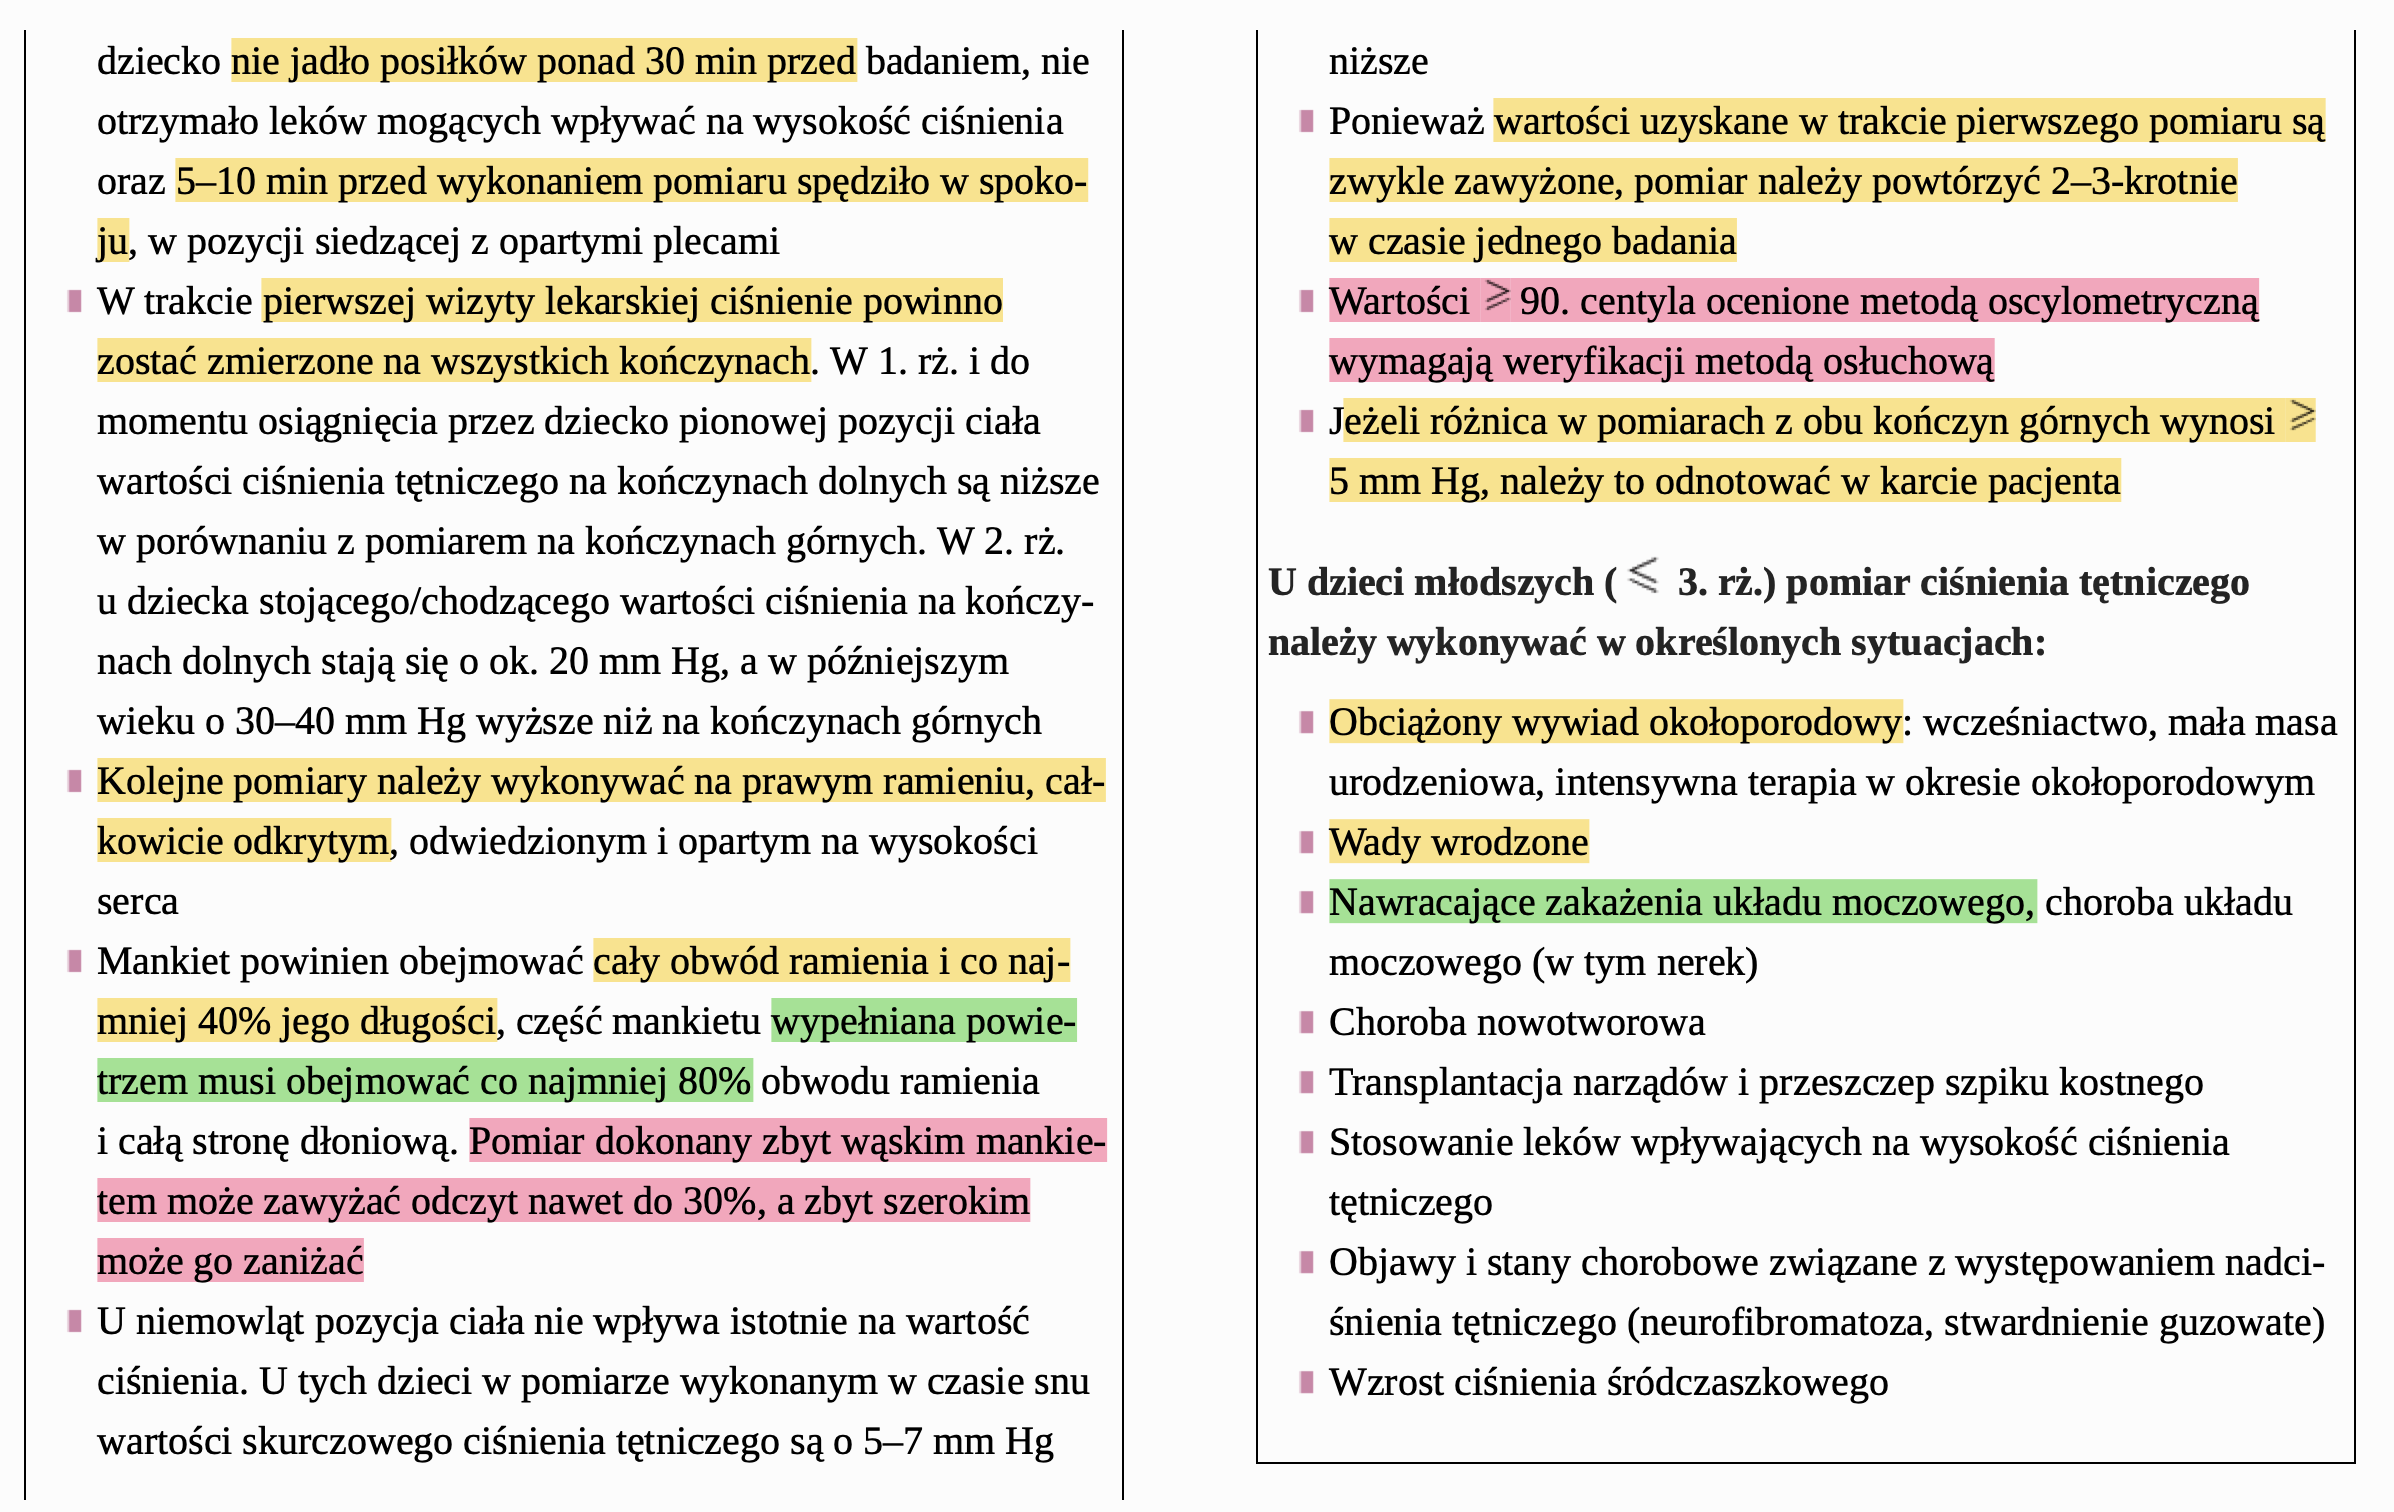 dziecko nie jadło posiłków ponad 30 min przed badaniem, nie
otrzymało leków mogących wpływać na wysokość ciśnienia
oraz 5–10 min przed wykonaniem pomiaru spędziło w spoko-
ju, w pozycji siedzącej z opartymi plecami
W trakcie pierwszej wizyty lekarskiej ciśnienie powinno
zostać zmierzone na wszystkich kończynach. W 1. rż. i do
momentu osiągnięcia przez dziecko pionowej pozycji ciała
wartości ciśnienia tętniczego na kończynach dolnych są niższe
w porównaniu z pomiarem na kończynach górnych. W 2. rż.
u dziecka stojącego/chodzącego wartości ciśnienia na kończy-
nach dolnych stają się o ok. 20 mm Hg, a w późniejszym
wieku o 30–40 mm Hg wyższe niż na kończynach górnych
Kolejne pomiary należy wykonywać na prawym ramieniu, cał-
kowicie odkrytym, odwiedzionym i opartym na wysokości
serca
Mankiet powinien obejmować cały obwód ramienia i co naj-
mniej 40% jego długości, część mankietu wypełniana powie-
trzem musi obejmować co najmniej 80% obwodu ramienia
i całą stronę dłoniową. Pomiar dokonany zbyt wąskim mankie-
tem może zawyżać odczyt nawet do 30%, a zbyt szerokim
może go zaniżać
U niemowląt pozycja ciała nie wpływa istotnie na wartość
ciśnienia. U tych dzieci w pomiarze wykonanym w czasie snu
wartości skurczowego ciśnienia tętniczego są o 5–7 mm Hg
niższe
Ponieważ wartości uzyskane w trakcie pierwszego pomiaru są
zwykle zawyżone, pomiar należy powtórzyć 2–3-krotnie
w czasie jednego badania
Wartości ⩾ 90. centyla ocenione metodą oscylometryczną
wymagają weryfikacji metodą osłuchową
Jeżeli różnica w pomiarach z obu kończyn górnych wynosi ⩾
5 mm Hg, należy to odnotować w karcie pacjenta
U dzieci młodszych ( ⩽ 3. rż.) pomiar ciśnienia tętniczego
należy wykonywać w określonych sytuacjach:
Obciążony wywiad okołoporodowy: wcześniactwo, mała masa
urodzeniowa, intensywna terapia w okresie okołoporodowym
Wady wrodzone
Nawracające zakażenia układu moczowego, choroba układu
moczowego (w tym nerek)
Choroba nowotworowa
Transplantacja narządów i przeszczep szpiku kostnego
Stosowanie leków wpływających na wysokość ciśnienia
tętniczego
Objawy i stany chorobowe związane z występowaniem nadci-
śnienia tętniczego (neurofibromatoza, stwardnienie guzowate)
Wzrost ciśnienia śródczaszkowego